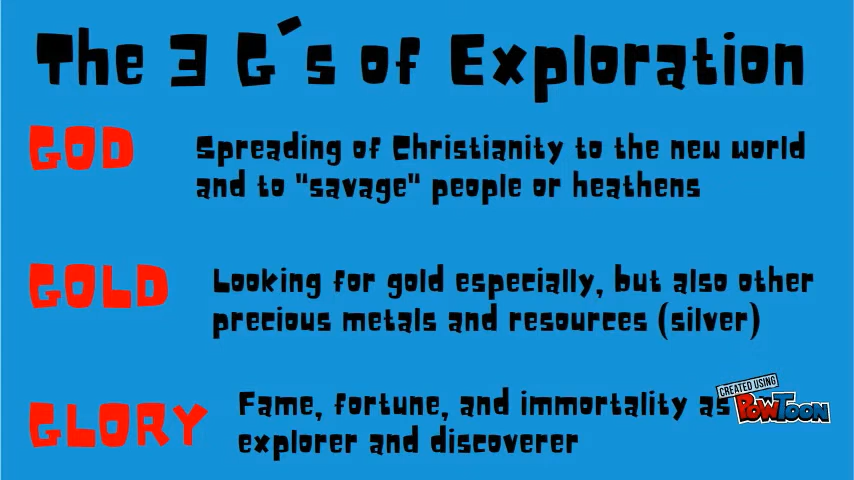 The 3 G´s of Exploration
GOD
Spreading of Christianity to the new world
and to "savage" people or heathens
GOLD
Looking for gold especially, but also other
precious metals and resources (silver)
GLORY
Fame, fortune, and immortality as
explorer and discoverer
CREATED USING
POWTOON